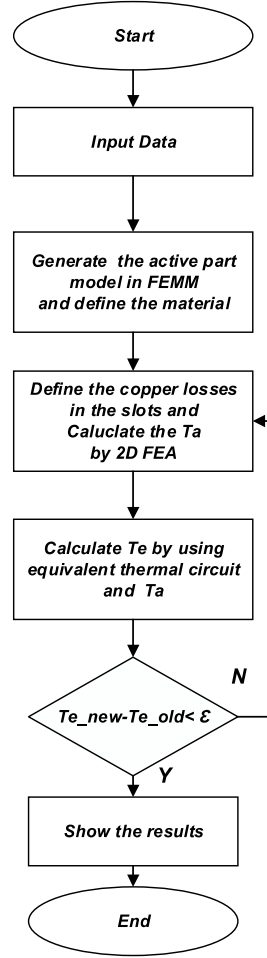 Start
Input Data
Generate the active part
model in FEMM
and define the material
Define the copper losses
in the slots and
Caluclate the Ta
by 2D FEA
Calculate Te by using
equivalent thermal circuit
and Ta
N
Te_new-Te_old< ε
Y
Show the results
End